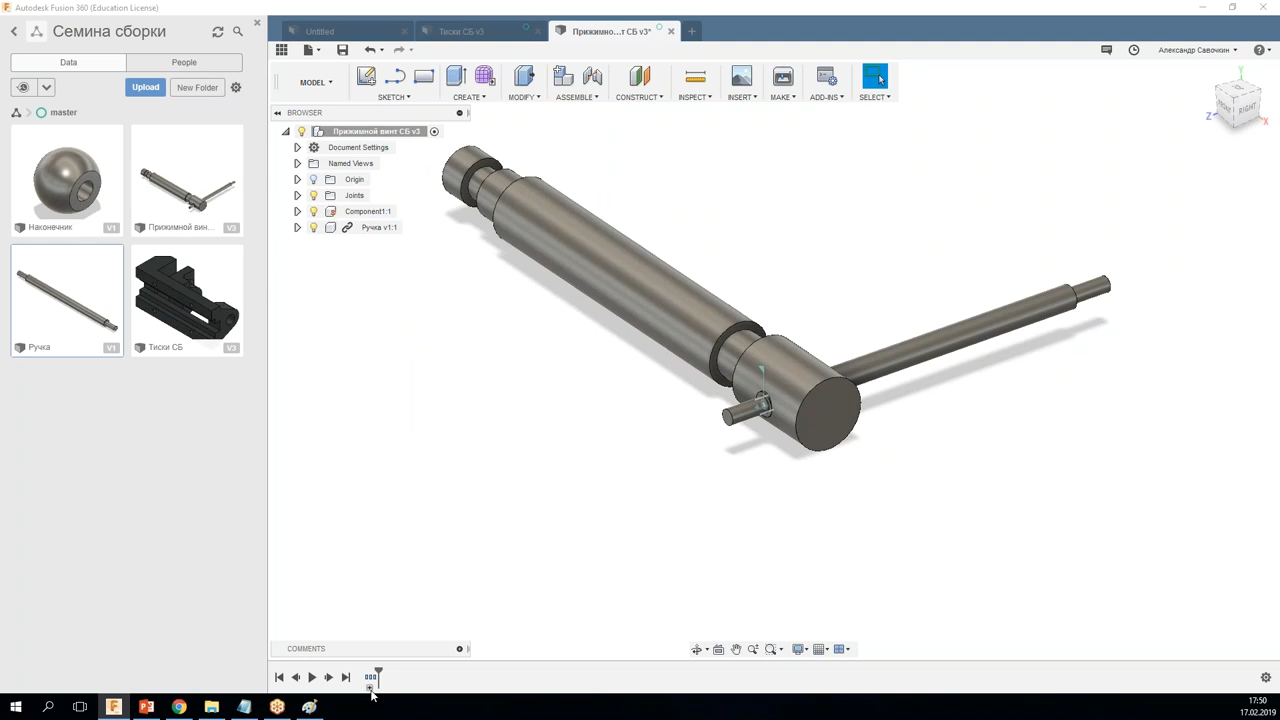 Autodesk Fusion 360 (Education License)
Семина сборки
Data
People
Upload
New Folder
master
Наконечник
V1
Прижимной вин...
V3
Ручка
V1
Тиски СБ
V3
Untitled
Тиски СБ v3
Прижимно...т СБ v3*
Александр Савочкин
MODEL
SKETCH
CREATE
MODIFY
ASSEMBLE
CONSTRUCT
INSPECT
INSERT
MAKE
ADD-INS
SELECT
BROWSER
Прижимной винт СБ v3
Document Settings
Named Views
Origin
Joints
Component1:1
Ручка v1:1
Y
RIGHT
Z
X
COMMENTS
17:50
17.02.2019